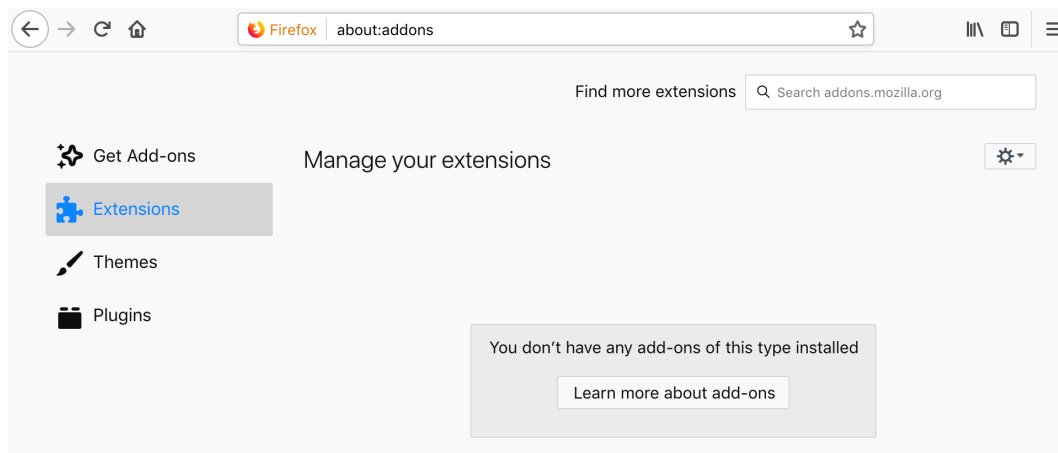 Firefox about:addons
Find more extensions Search addons.mozilla.org
Get Add-ons
Extensions
Themes
Plugins
Manage your extensions
You don’t have any add-ons of this type installed
Learn more about add-ons